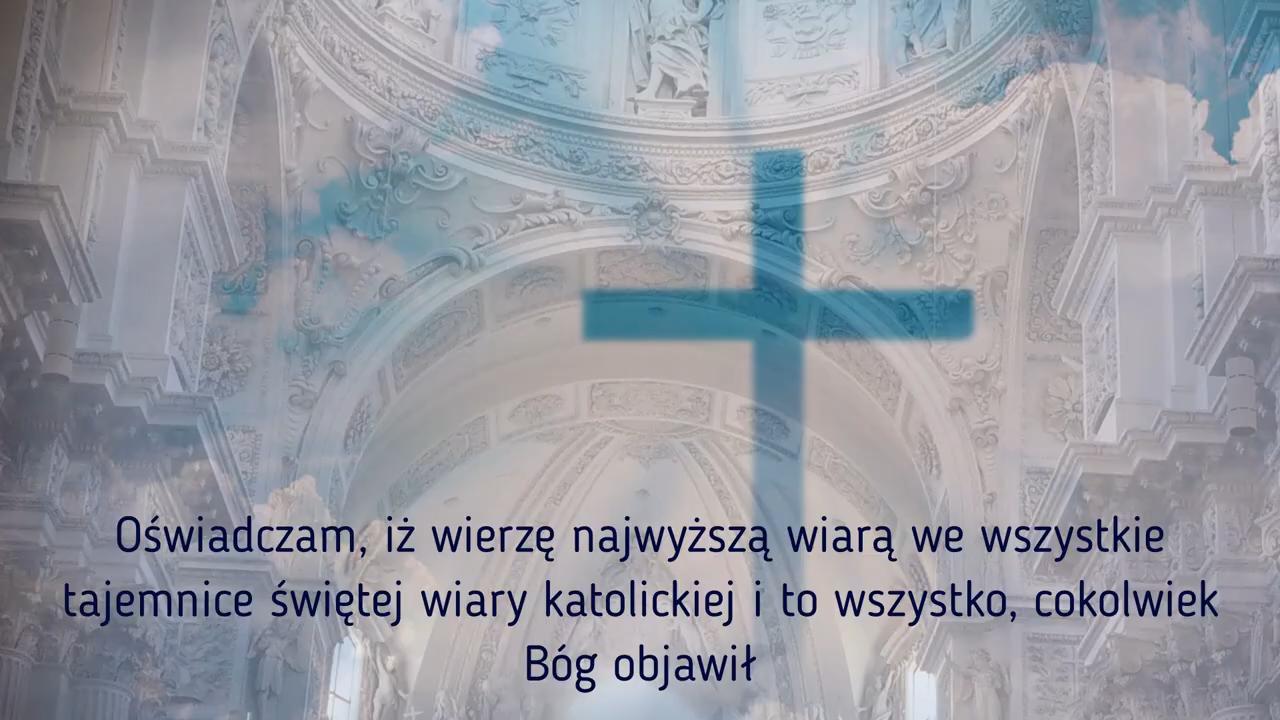 Oświadczam, iż wierzę najwyższą wiarą we wszystkie
tajemnice świętej wiary katolickiej i to wszystko, cokolwiek
Bóg objawił